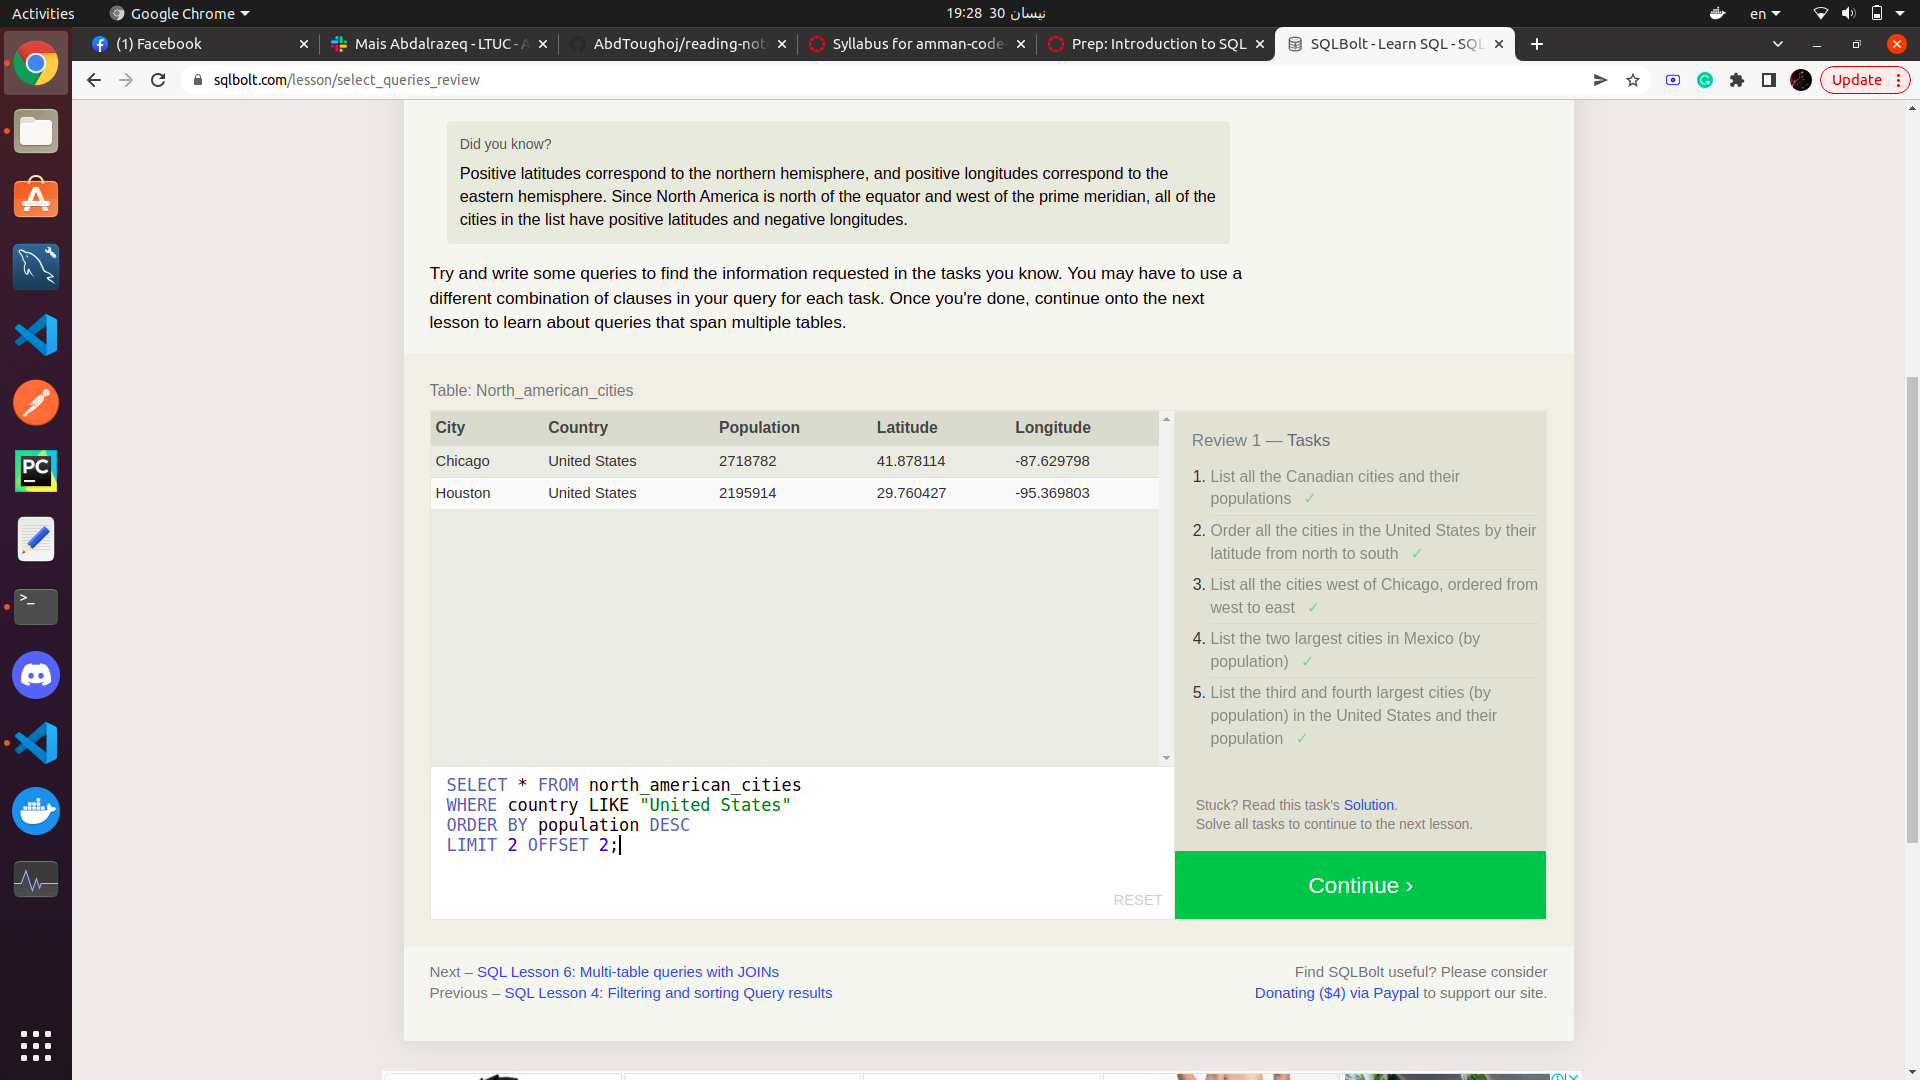 Activities
Google Chrome
19:28 30 نيسان
en
(1) Facebook
Mais Abdalrazeq - LTUC - A
AbdToughoj/reading-not
Syllabus for amman-code-
Prep: Introduction to SQL
SQLBolt - Learn SQL - SQL
sqlbolt.com/lesson/select_queries_review
Update
Did you know?
Positive latitudes correspond to the northern hemisphere, and positive longitudes correspond to the
eastern hemisphere. Since North America is north of the equator and west of the prime meridian, all of the
cities in the list have positive latitudes and negative longitudes.
Try and write some queries to find the information requested in the tasks you know. You may have to use a
different combination of clauses in your query for each task. Once you're done, continue onto the next
lesson to learn about queries that span multiple tables.
Table: North_american_cities
City Country Population Latitude Longitude
Chicago United States 2718782 41.878114 -87.629798
Houston United States 2195914 29.760427 -95.369803
Review 1 — Tasks
1. List all the Canadian cities and their
populations ✓
2. Order all the cities in the United States by their
latitude from north to south ✓
3. List all the cities west of Chicago, ordered from
west to east ✓
4. List the two largest cities in Mexico (by
population) ✓
5. List the third and fourth largest cities (by
population) in the United States and their
population ✓
SELECT * FROM north_american_cities
WHERE country LIKE "United States"
ORDER BY population DESC
LIMIT 2 OFFSET 2;
RESET
Stuck? Read this task's Solution.
Solve all tasks to continue to the next lesson.
Continue ›
Next – SQL Lesson 6: Multi-table queries with JOINs
Previous – SQL Lesson 4: Filtering and sorting Query results
Find SQLBolt useful? Please consider
Donating ($4) via Paypal to support our site.
PC
>_